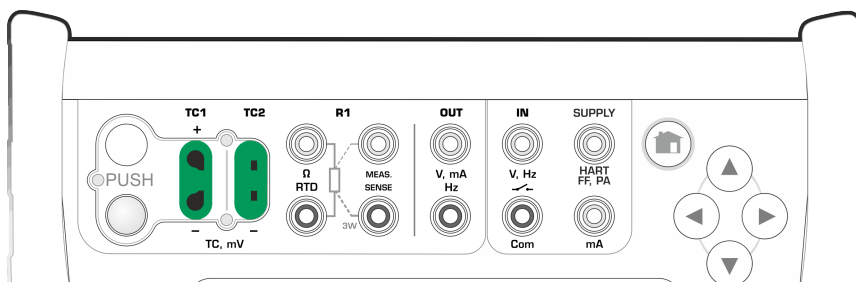 TC1 TC2 R1 OUT IN SUPPLY
+
PUSH
Ω V, mA V, Hz HART
RTD Hz FF, PA
MEAS.
SENSE
3W
– –
TC, mV Com mA